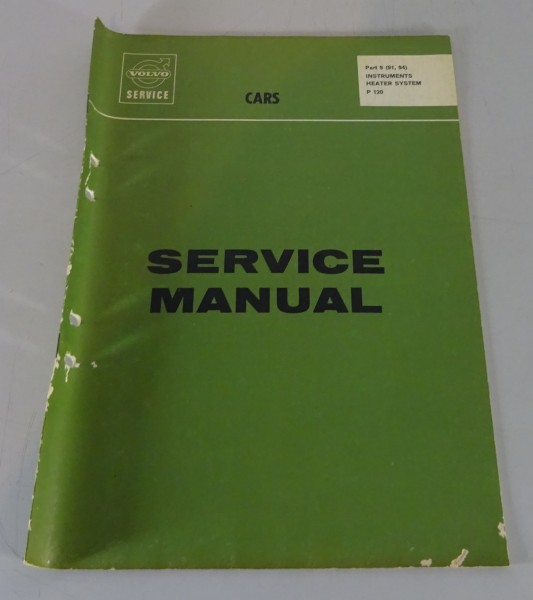 VOLVO
SERVICE
CARS
Part 9 (91, 94)
INSTRUMENTS
HEATER SYSTEM
P 120
SERVICE
MANUAL